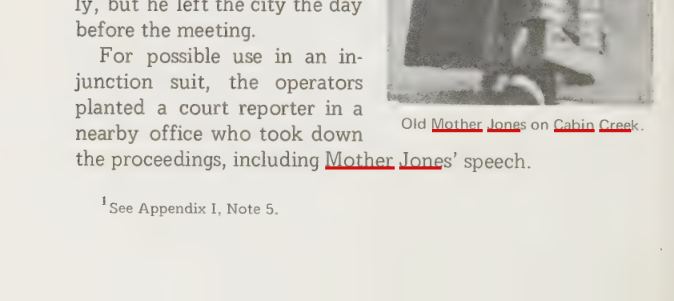 ly, but he left the city the day
before the meeting.
For possible use in an in-
junction suit, the operators
planted a court reporter in a
nearby office who took down
the proceedings, including Mother Jones' speech.
Old Mother Jones on Cabin Creek.
1 See Appendix I, Note 5.